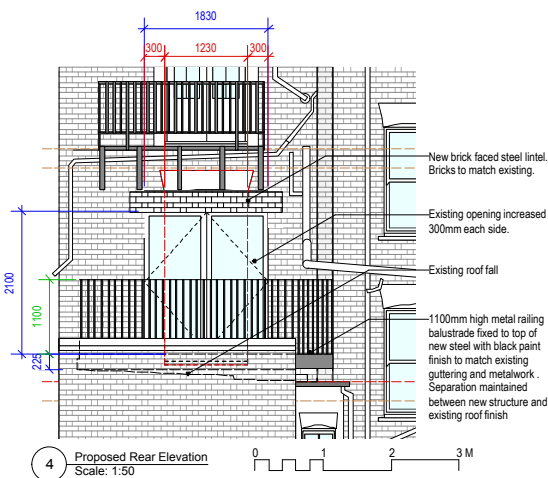 1830
300 1230 300
New brick faced steel lintel.
Bricks to match existing.
Existing opening increased
300mm each side.
2100
Existing roof fall
1100
1100mm high metal railing
balustrade fixed to top of
new steel with black paint
finish to match existing
guttering and metalwork .
Separation maintained
between new structure and
existing roof finish
225
4 Proposed Rear Elevation
Scale: 1:50
0 1 2 3 M